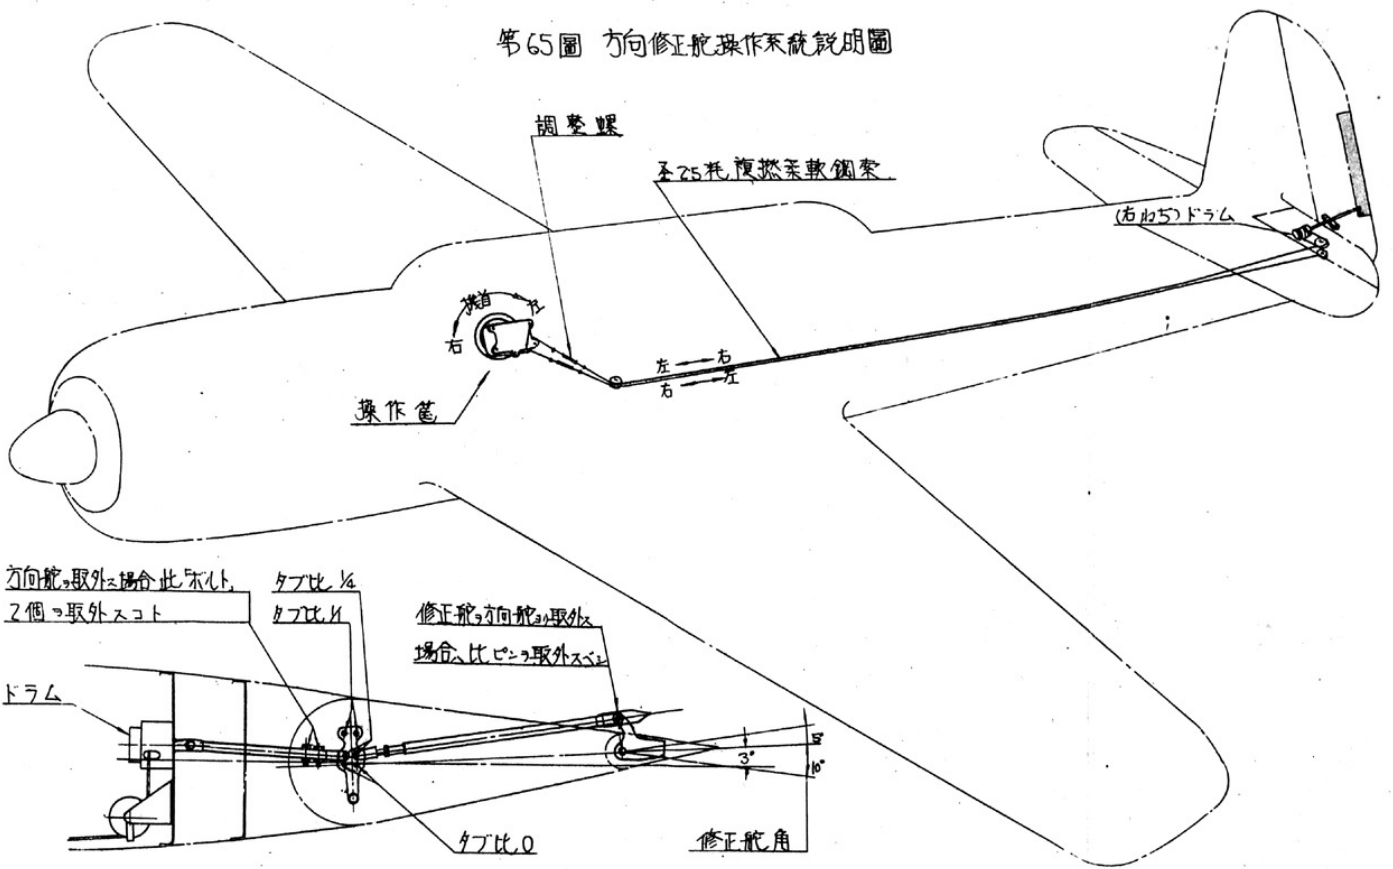 第65圖 方向修正舵操作系統説明圖
調整螺
径2.5粍複撚柔軟鋼索
(右ねぢ)ドラム
機首
左
右
左 右
右 左
操作筐
方向舵ヲ取外ス場合此ボルト
2個ヲ取外スコト
タブ比 1/4
タブ比 1/1
修正舵ヲ方向舵ヨリ取外ス
場合ハ此ピンヲ取外スベシ
ドラム
3°
10°
タブ比 0
修正舵角